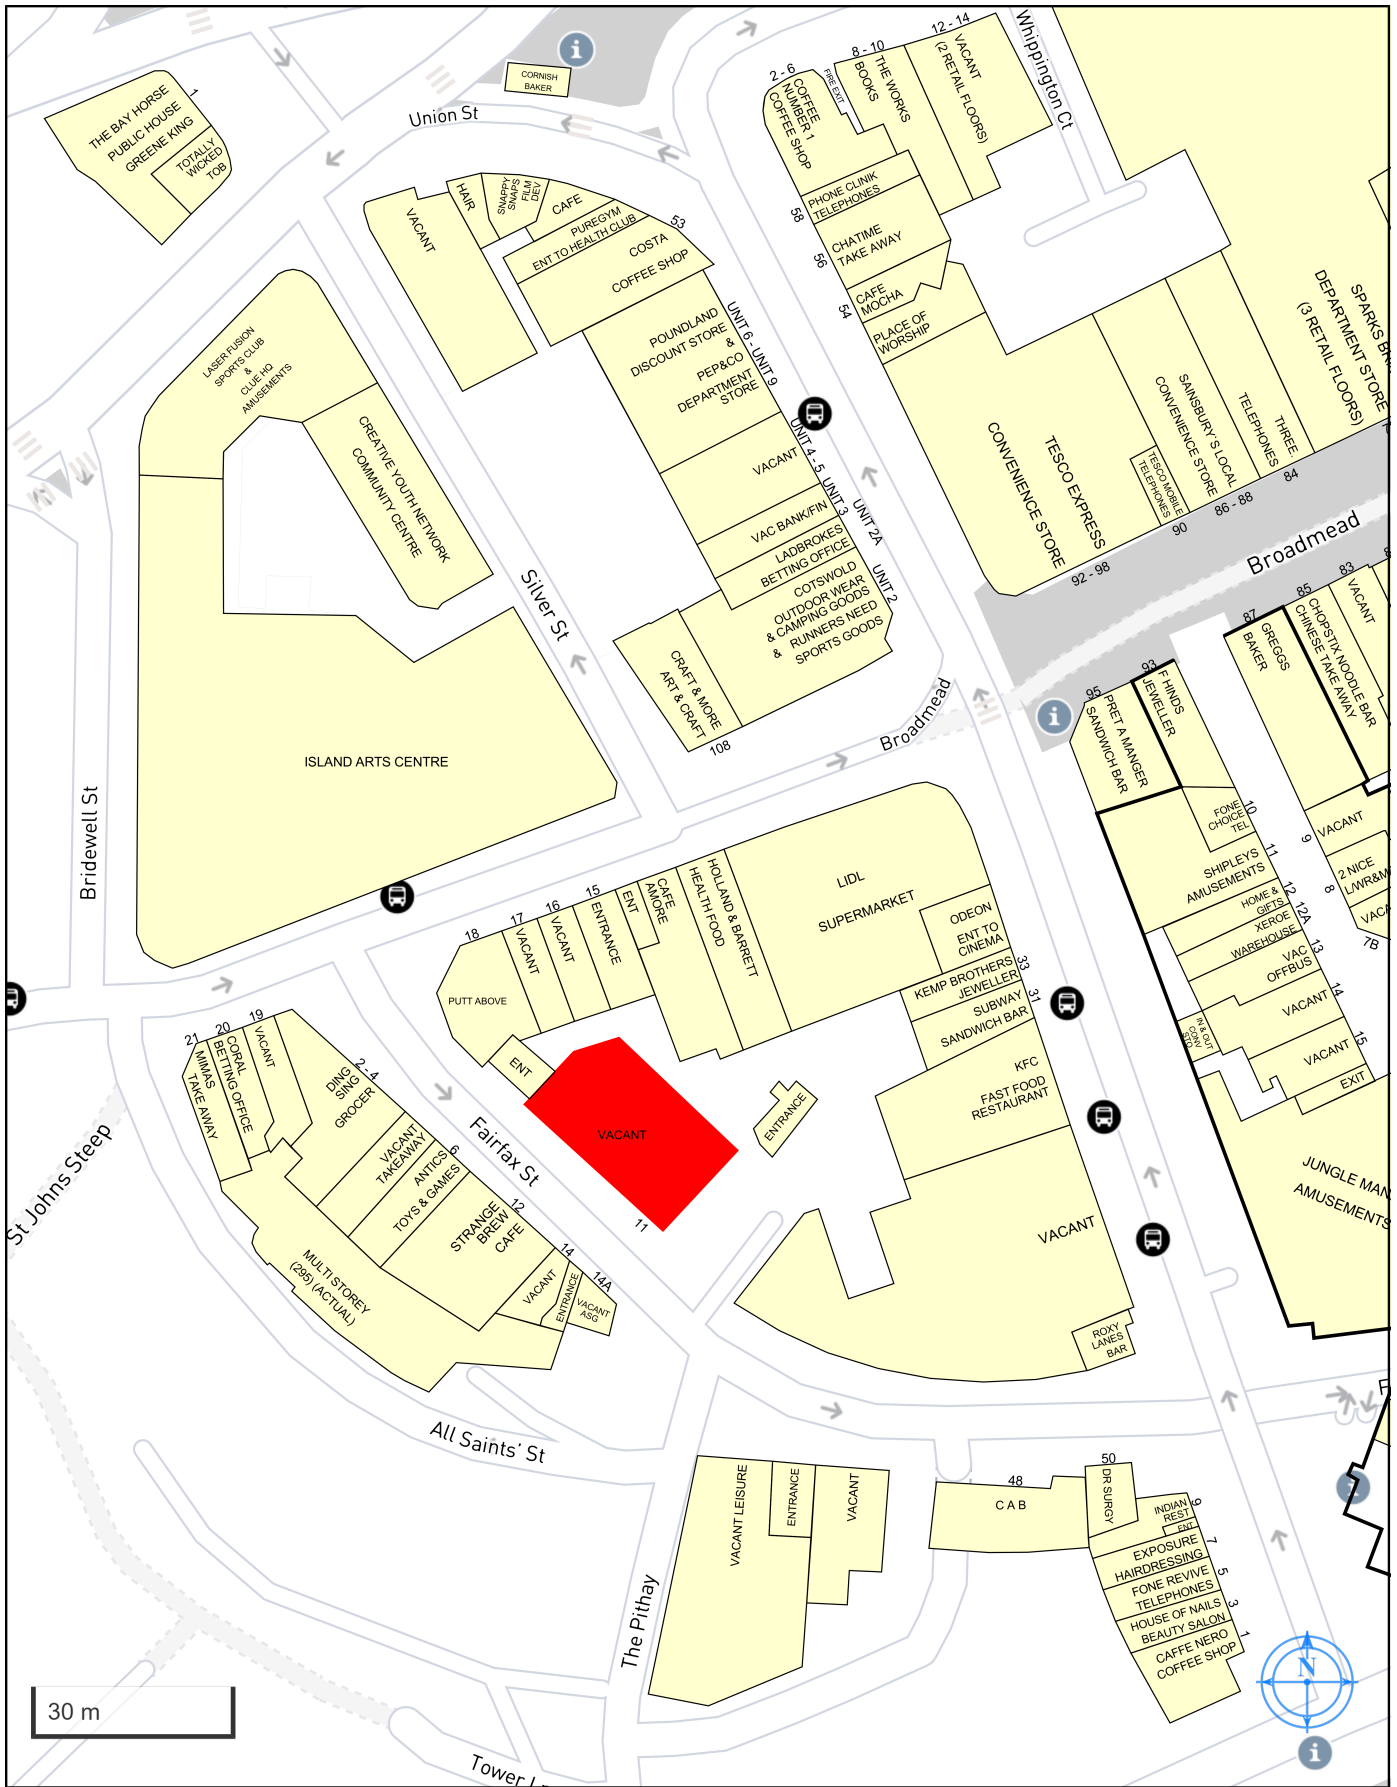 1
THE BAY HORSE
PUBLIC HOUSE
GREENE KING
TOTALLY
WICKED
TOB
CORNISH
BAKER
Union St
VACANT
HAIR
SNAPPY
SNAPS
FILM
DEV
CAFE
PUREGYM
ENT TO HEALTH CLUB
53
COSTA
COFFEE SHOP
POUNDLAND
DISCOUNT STORE
&
PEP&CO
DEPARTMENT
STORE
UNIT 6 - UNIT 9
VACANT
UNIT 4 - 5
VAC BANK/FIN
UNIT 3
LADBROKES
BETTING OFFICE
UNIT 2A
COTSWOLD
OUTDOOR WEAR
& CAMPING GOODS
& RUNNERS NEED
SPORTS GOODS
UNIT 2
CRAFT & MORE
ART & CRAFT
108
2 - 6
COFFEE
NUMBER 1
COFFEE SHOP
FIRE EXIT
8 - 10
THE WORKS
BOOKS
12 - 14
VACANT
(2 RETAIL FLOORS)
Whippington Ct
PHONE CLINIK
TELEPHONES
58
CHATIME
TAKE AWAY
56
CAFE
MOCHA
54
PLACE OF
WORSHIP
TESCO EXPRESS
CONVENIENCE STORE
92 - 98
TESCO MOBILE
TELEPHONES
90
SAINSBURY'S LOCAL
CONVENIENCE STORE
86 - 88
THREE
TELEPHONES
84
SPARKS BR
DEPARTMENT STORE
(3 RETAIL FLOORS)
Broadmead
LASER FUSION
SPORTS CLUB
&
CLUE HQ
AMUSEMENTS
CREATIVE YOUTH NETWORK
COMMUNITY CENTRE
Silver St
ISLAND ARTS CENTRE
Bridewell St
Broadmead
95
PRET A MANGER
SANDWICH BAR
93
F HINDS
JEWELLER
87
GREGGS
BAKER
85
CHOPSTIX NOODLE BAR
CHINESE TAKE AWAY
83
VACANT
FONE
CHOICE
TEL
10
SHIPLEYS
AMUSEMENTS
11
HOME &
GIFTS
12
XEROE
WAREHOUSE
12A
VAC
OFFBUS
13
VACANT
14
IN & OUT
CONV
STO
VACANT
15
EXIT
9
VACANT
8
2 NICE
L/WR&M
VACA
7B
JUNGLE MAN
AMUSEMENTS
18
PUTT ABOVE
17
VACANT
16
VACANT
15
ENTRANCE
ENT
CAFE
AMORE
HOLLAND & BARRETT
HEALTH FOOD
LIDL
SUPERMARKET
ODEON
ENT TO
CINEMA
KEMP BROTHERS
JEWELLER
33
SUBWAY
SANDWICH BAR
31
KFC
FAST FOOD
RESTAURANT
ENT
VACANT
11
ENTRANCE
VACANT
ROXY
LANES
BAR
21
MIMAS
TAKE AWAY
20
CORAL
BETTING OFFICE
19
VACANT
2 - 4
DING
SING
GROCER
VACANT
TAKEAWAY
6
ANTICS
TOYS & GAMES
12
STRANGE
BREW
CAFE
14
VACANT
ENTRANCE
14A
VACANT
ASG
MULTI STOREY
(295) (ACTUAL)
Fairfax St
St Johns Steep
All Saints' St
The Pithay
VACANT LEISURE
ENTRANCE
VACANT
48
C A B
50
DR SURGY
9
INDIAN
REST
ENT
7
EXPOSURE
HAIRDRESSING
5
FONE REVIVE
TELEPHONES
3
HOUSE OF NAILS
BEAUTY SALON
1
CAFFE NERO
COFFEE SHOP
N
30 m
Tower